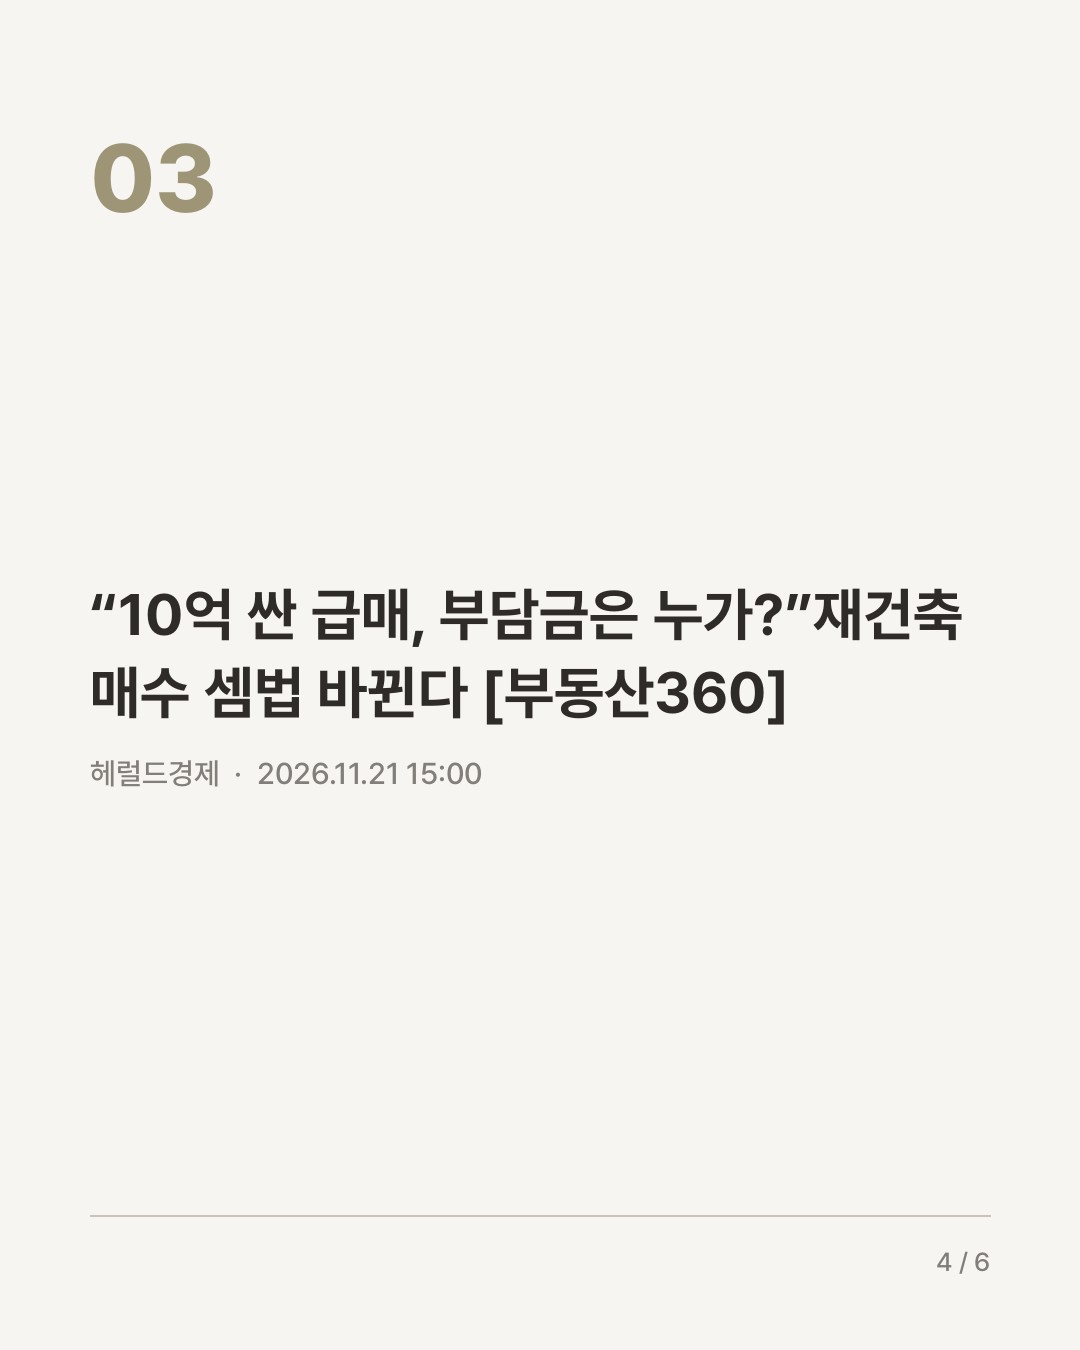 03
“10억 싼 급매, 부담금은 누가?”재건축
매수 셈법 바뀐다 [부동산360]
헤럴드경제 · 2026.11.21 15:00
4 / 6